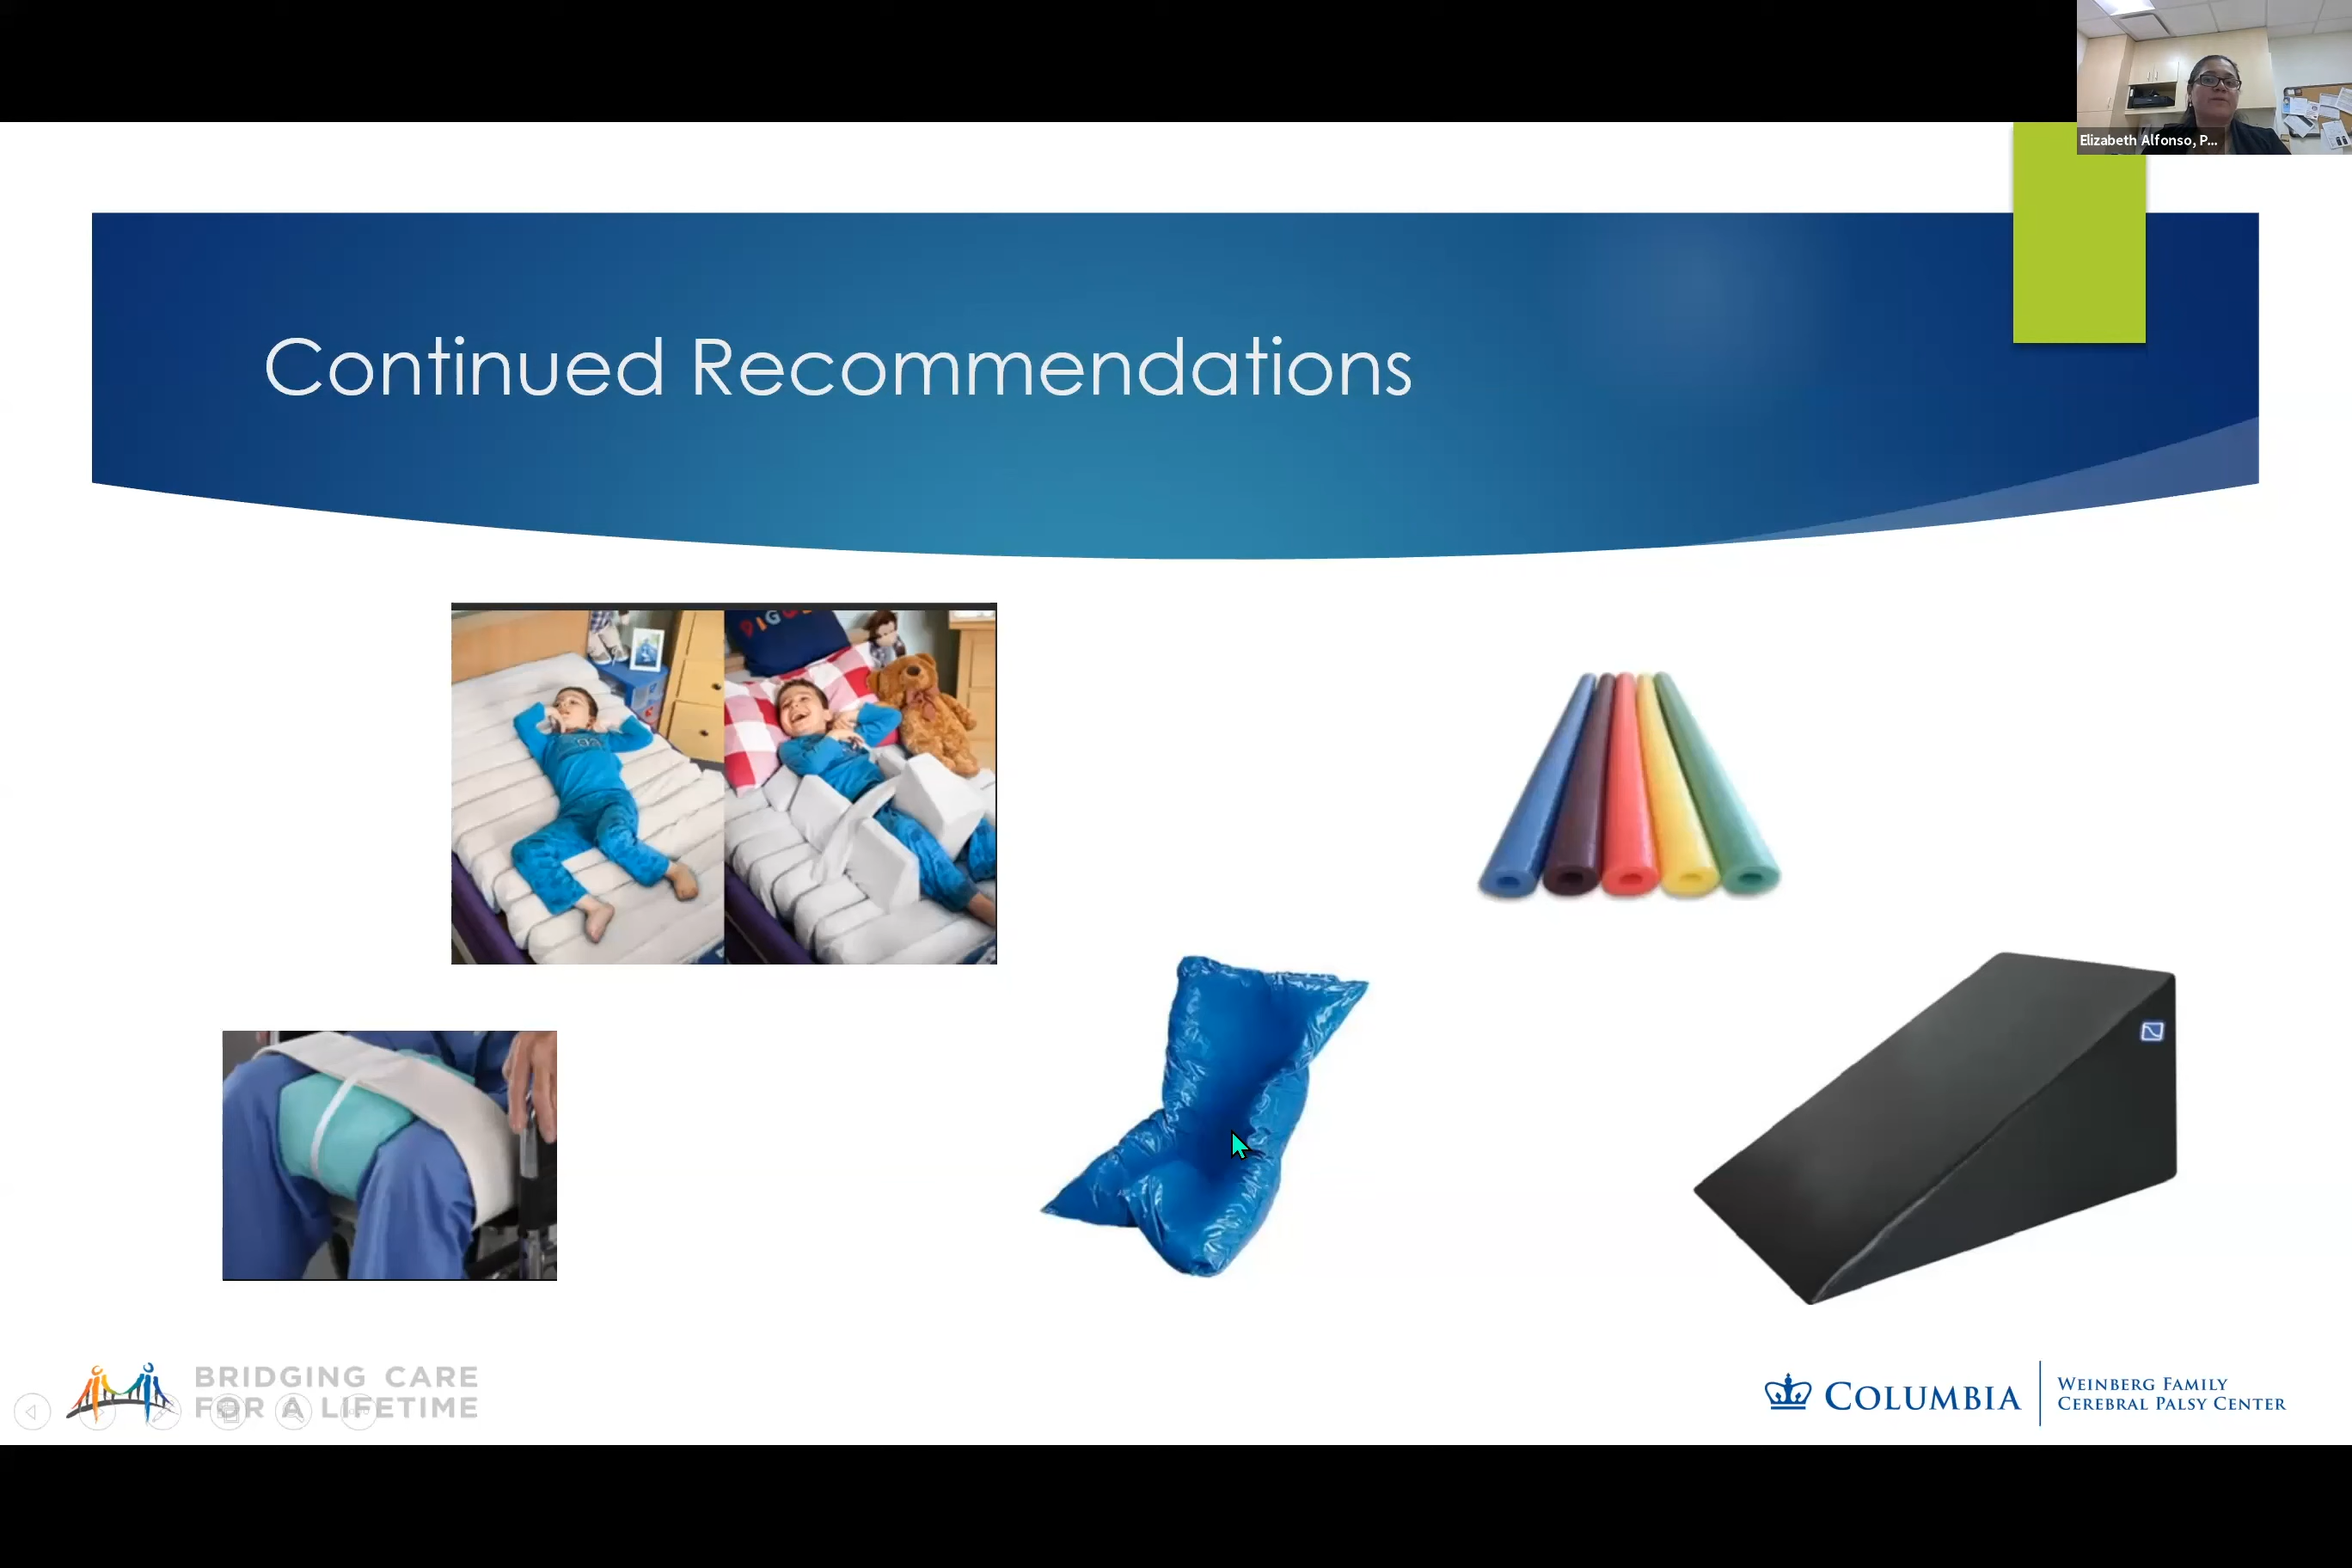 Elizabeth Alfonso, P...
Continued Recommendations
BRIDGING CARE
FOR A LIFETIME
COLUMBIA
WEINBERG FAMILY
CEREBRAL PALSY CENTER